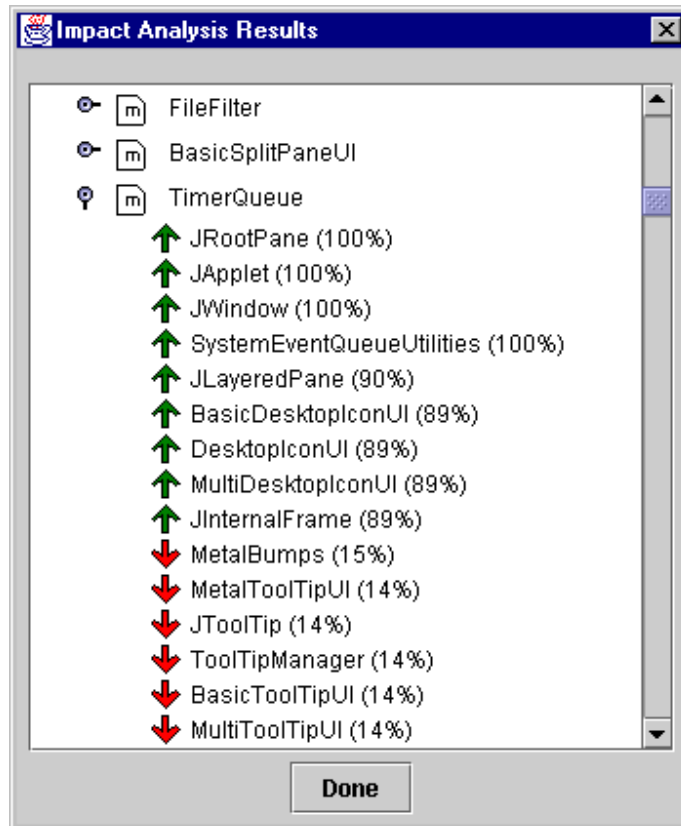 Impact Analysis Results
m FileFilter
m BasicSplitPaneUI
m TimerQueue
JRootPane (100%)
JApplet (100%)
JWindow (100%)
SystemEventQueueUtilities (100%)
JLayeredPane (90%)
BasicDesktopIconUI (89%)
DesktopIconUI (89%)
MultiDesktopIconUI (89%)
JInternalFrame (89%)
MetalBumps (15%)
MetalToolTipUI (14%)
JToolTip (14%)
ToolTipManager (14%)
BasicToolTipUI (14%)
MultiToolTipUI (14%)
Done